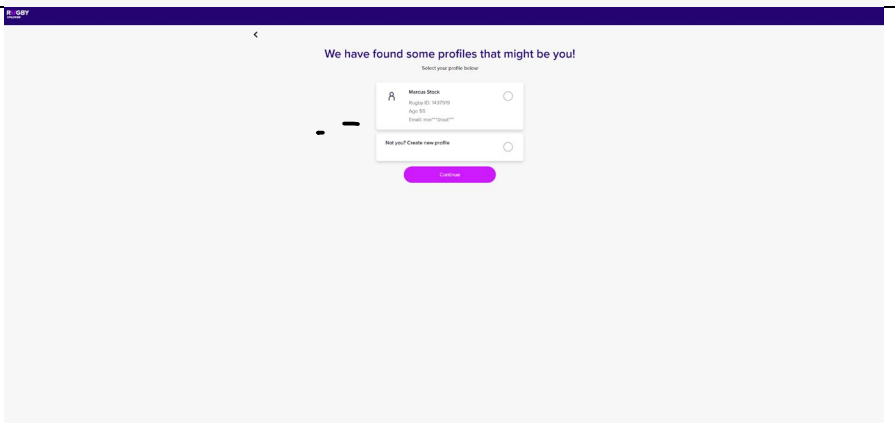 We have found some profiles that might be you!
Select your profile below
Marcus Stock
Rugby ID: 1497919
Age 55
Not you? Create new profile
Continue